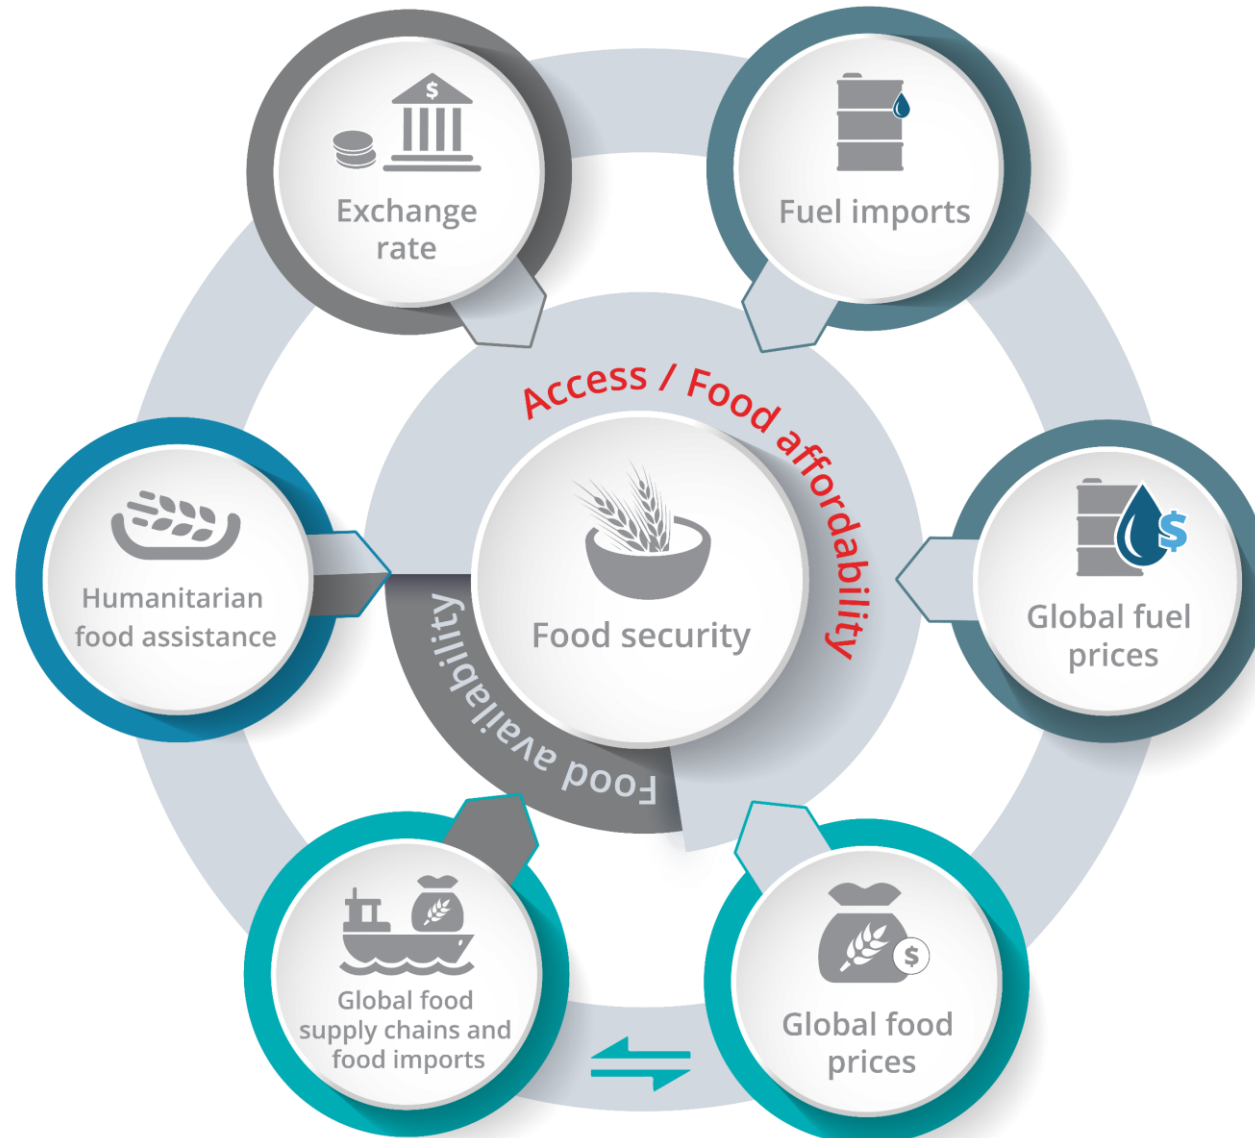 $
Exchange
rate
Fuel imports
Access / Food affordability
Humanitarian
food assistance
Food security
$
Global fuel
prices
Food availability
Global food
supply chains and
food imports
$
Global food
prices